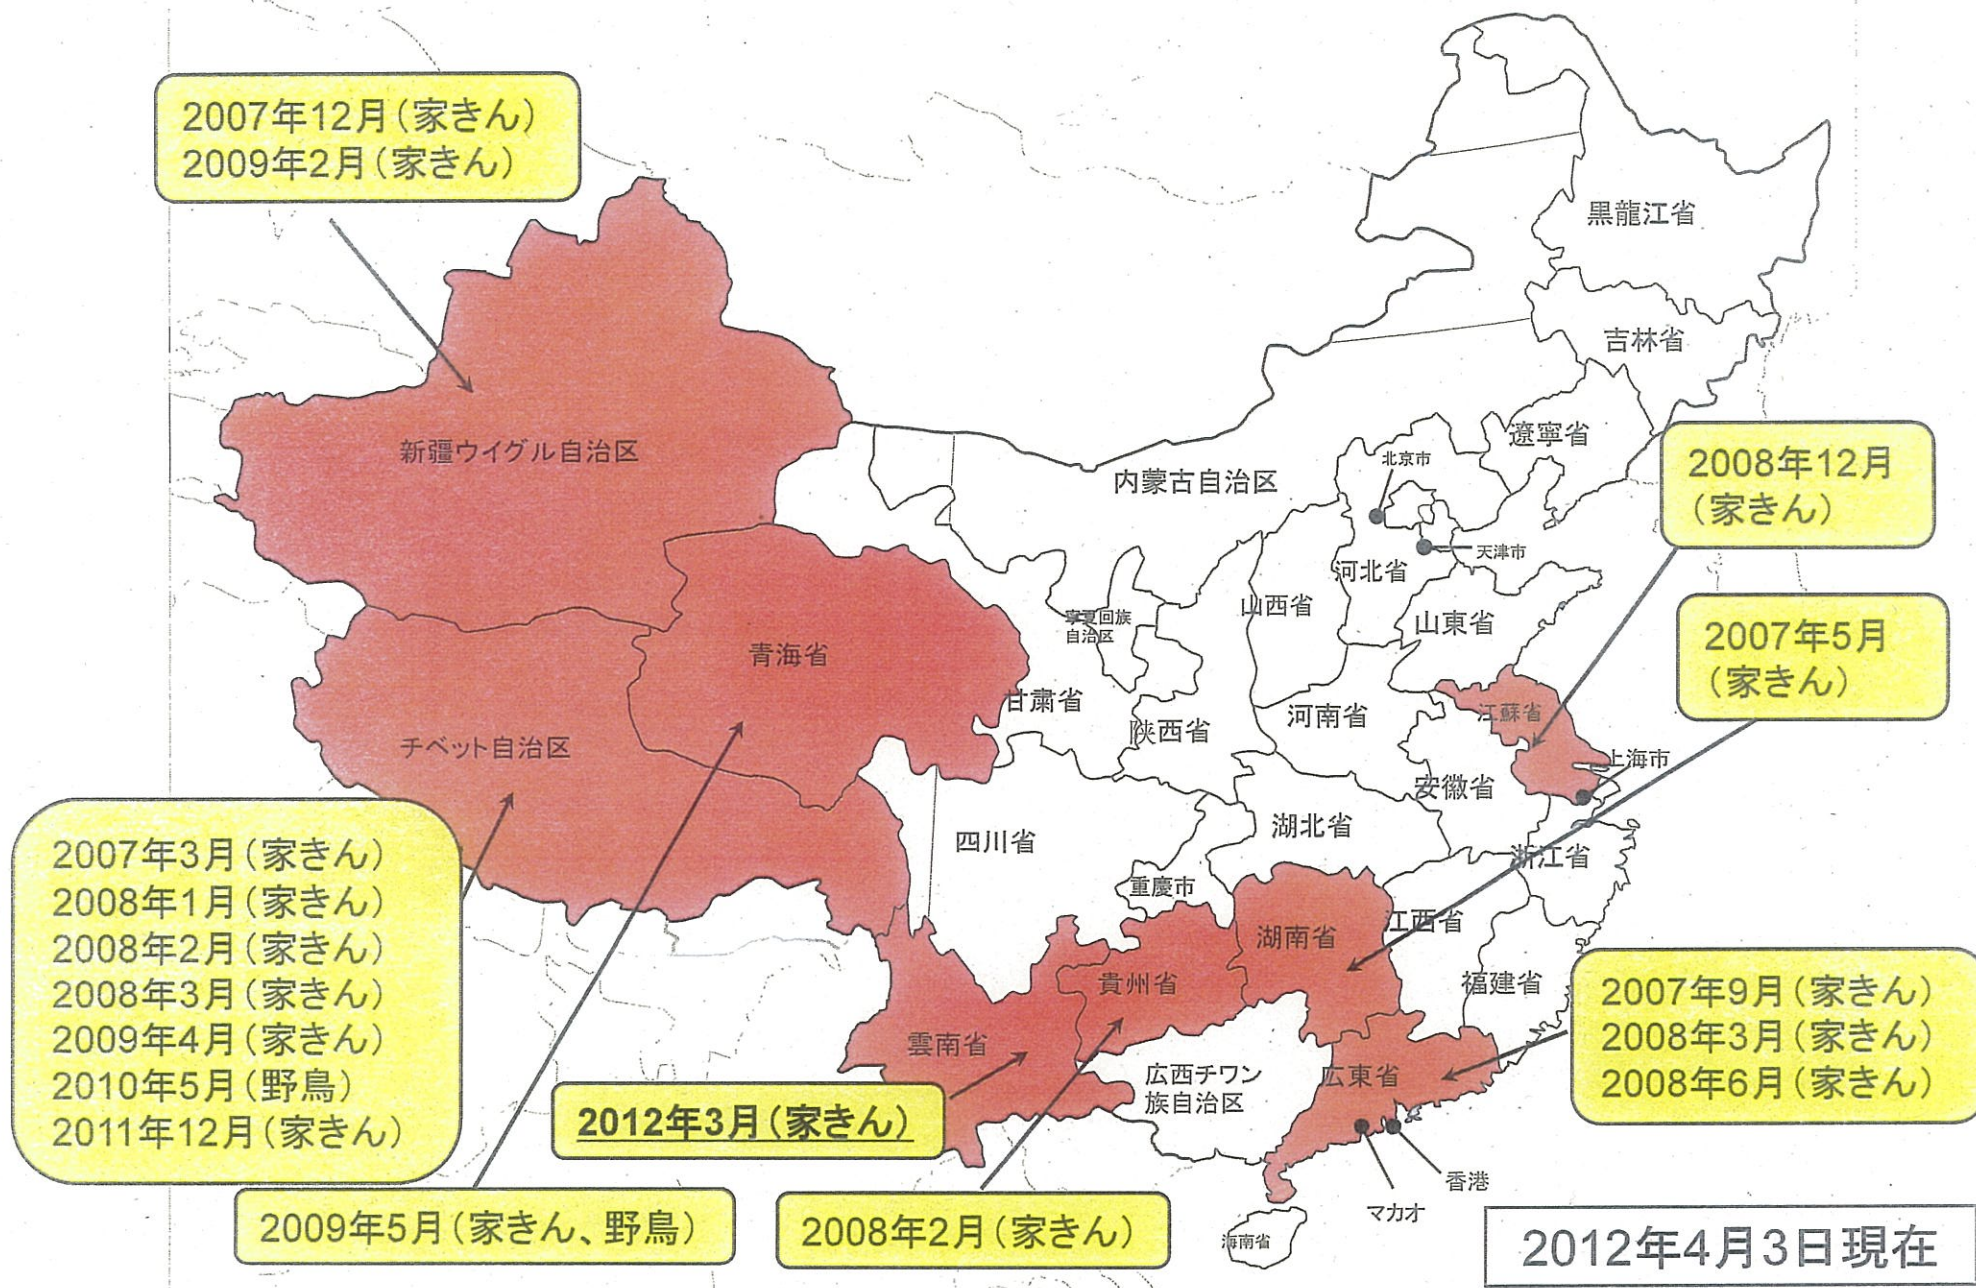 2007年12月(家きん)
2009年2月(家きん)
黒龍江省
吉林省
遼寧省
北京市
内蒙古自治区
新疆ウイグル自治区
2008年12月
(家きん)
天津市
河北省
山西省
寧夏回族
自治区
山東省
2007年5月
(家きん)
青海省
甘粛省
陝西省
河南省
江蘇省
チベット自治区
上海市
安徽省
四川省
湖北省
浙江省
重慶市
2007年3月(家きん)
2008年1月(家きん)
2008年2月(家きん)
2008年3月(家きん)
2009年4月(家きん)
2010年5月(野鳥)
2011年12月(家きん)
湖南省
江西省
貴州省
福建省
雲南省
2007年9月(家きん)
2008年3月(家きん)
2008年6月(家きん)
広西チワン
族自治区
広東省
2012年3月(家きん)
香港
マカオ
海南省
2009年5月(家きん、野鳥)
2008年2月(家きん)
2012年4月3日現在